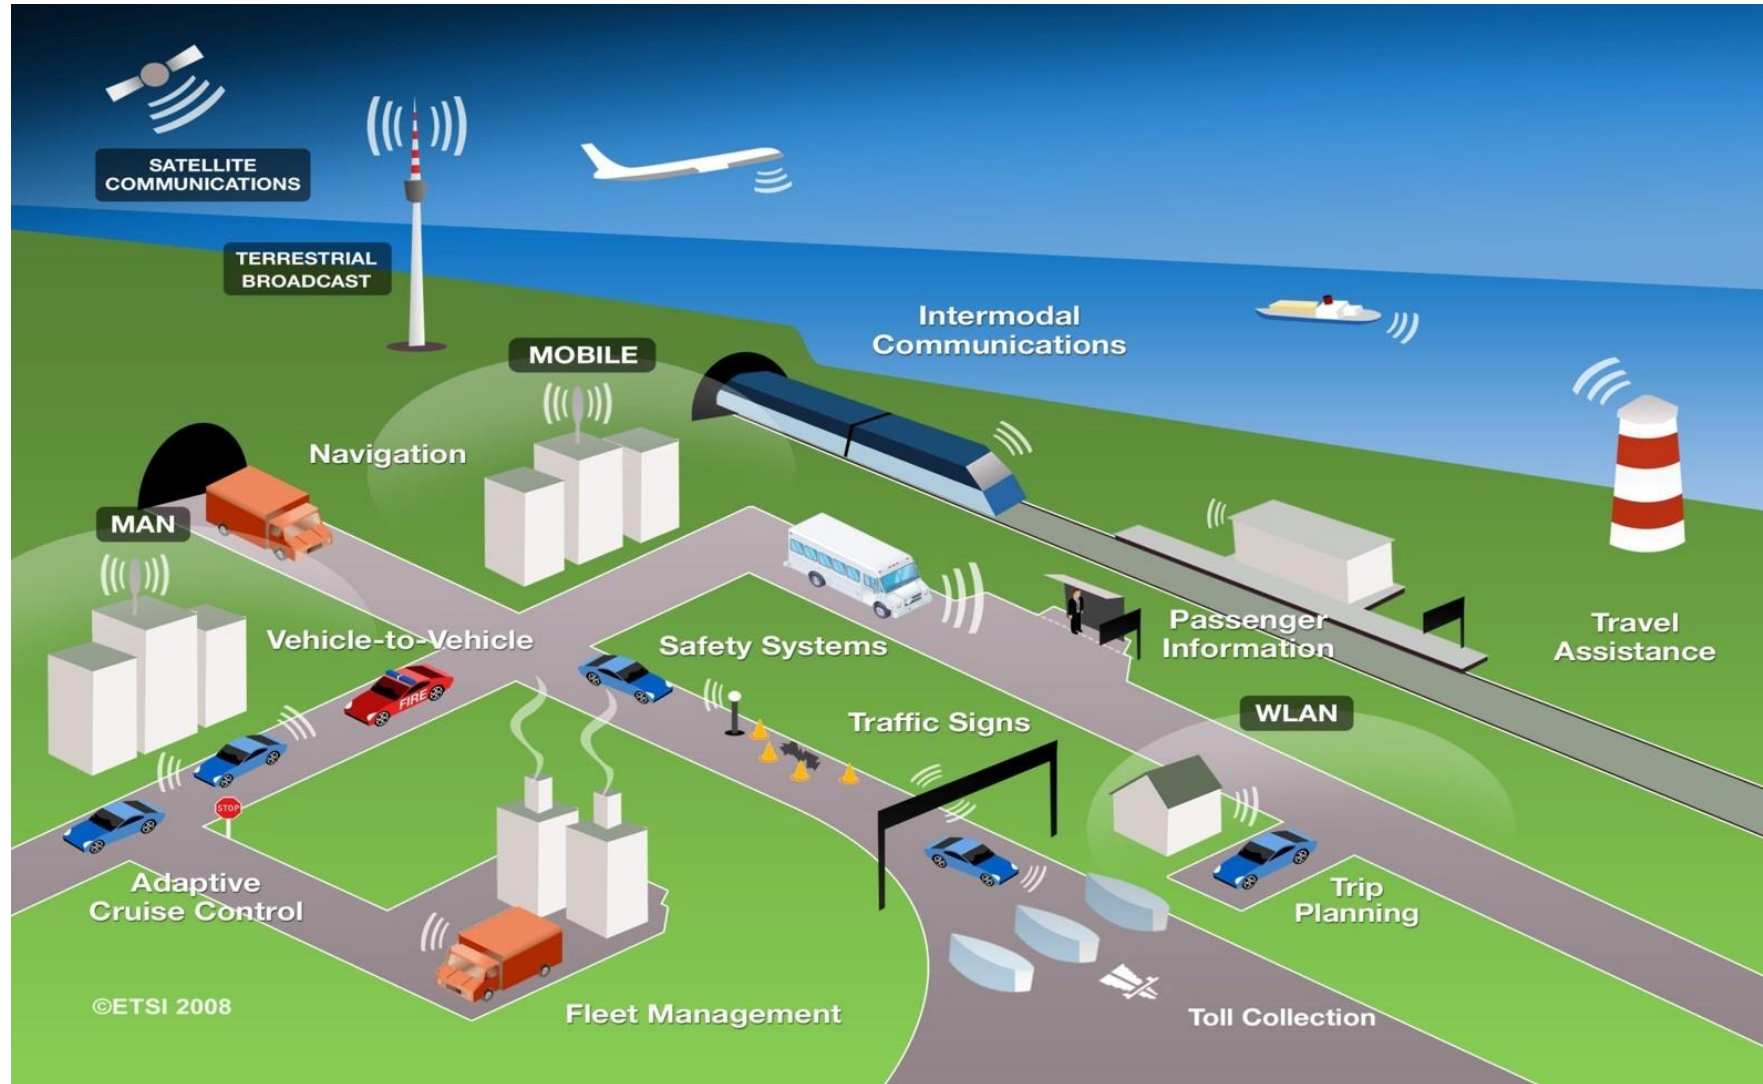 SATELLITE
COMMUNICATIONS
TERRESTRIAL
BROADCAST
Intermodal
Communications
MOBILE
Navigation
MAN
Vehicle-to-Vehicle
Safety Systems
Passenger
Information
Travel
Assistance
FIRE
Traffic Signs
WLAN
STOP
Adaptive
Cruise Control
Trip
Planning
©ETSI 2008
Fleet Management
Toll Collection